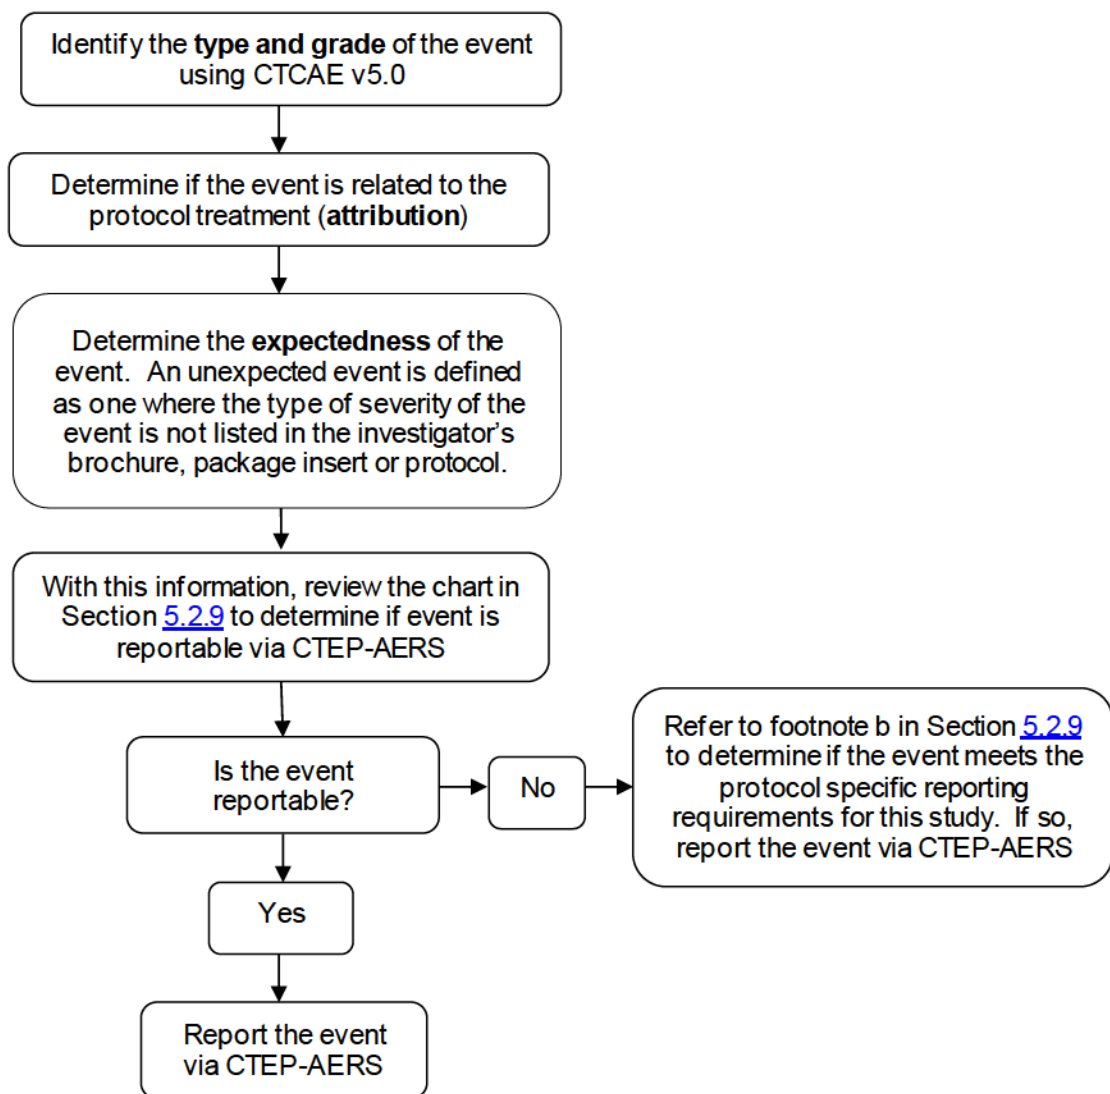 Identify the type and grade of the event
using CTCAE v5.0
Determine if the event is related to the
protocol treatment (attribution)
Determine the expectedness of the
event.  An unexpected event is defined
as one where the type of severity of the
event is not listed in the investigator’s
brochure, package insert or protocol.
With this information, review the chart in
Section 5.2.9 to determine if event is
reportable via CTEP-AERS
Is the event
reportable?
No
Refer to footnote b in Section 5.2.9
to determine if the event meets the
protocol specific reporting
requirements for this study.  If so,
report the event via CTEP-AERS
Yes
Report the event
via CTEP-AERS